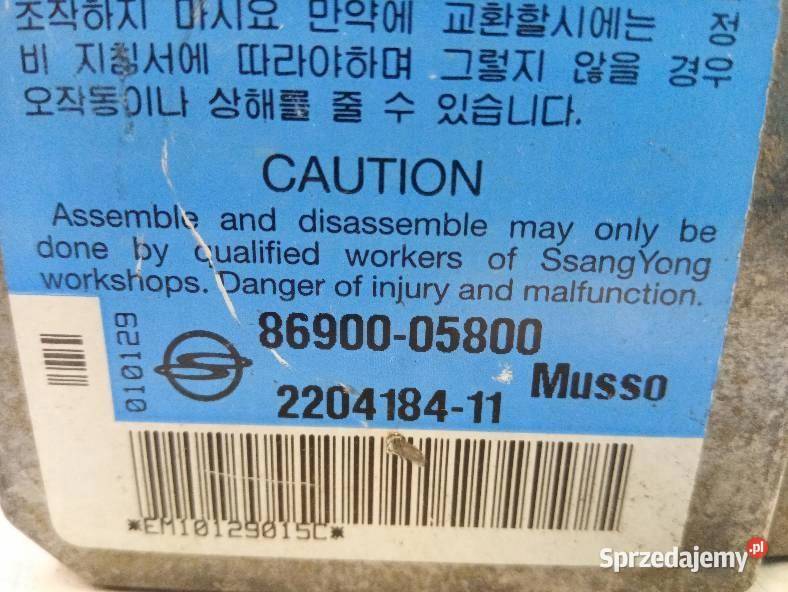 조작하지 마시요 만약에 교환할시에는 정
비 지침서에 따라야하며 그렇지 않을 경우
오작동이나 상해를 줄 수 있습니다.
CAUTION
Assemble and disassemble may only be
done by qualified workers of SsangYong
workshops. Danger of injury and malfunction.
010129
86900-05800
Musso
2204184-11
*EM10129015C*
Sprzedajemy.pl